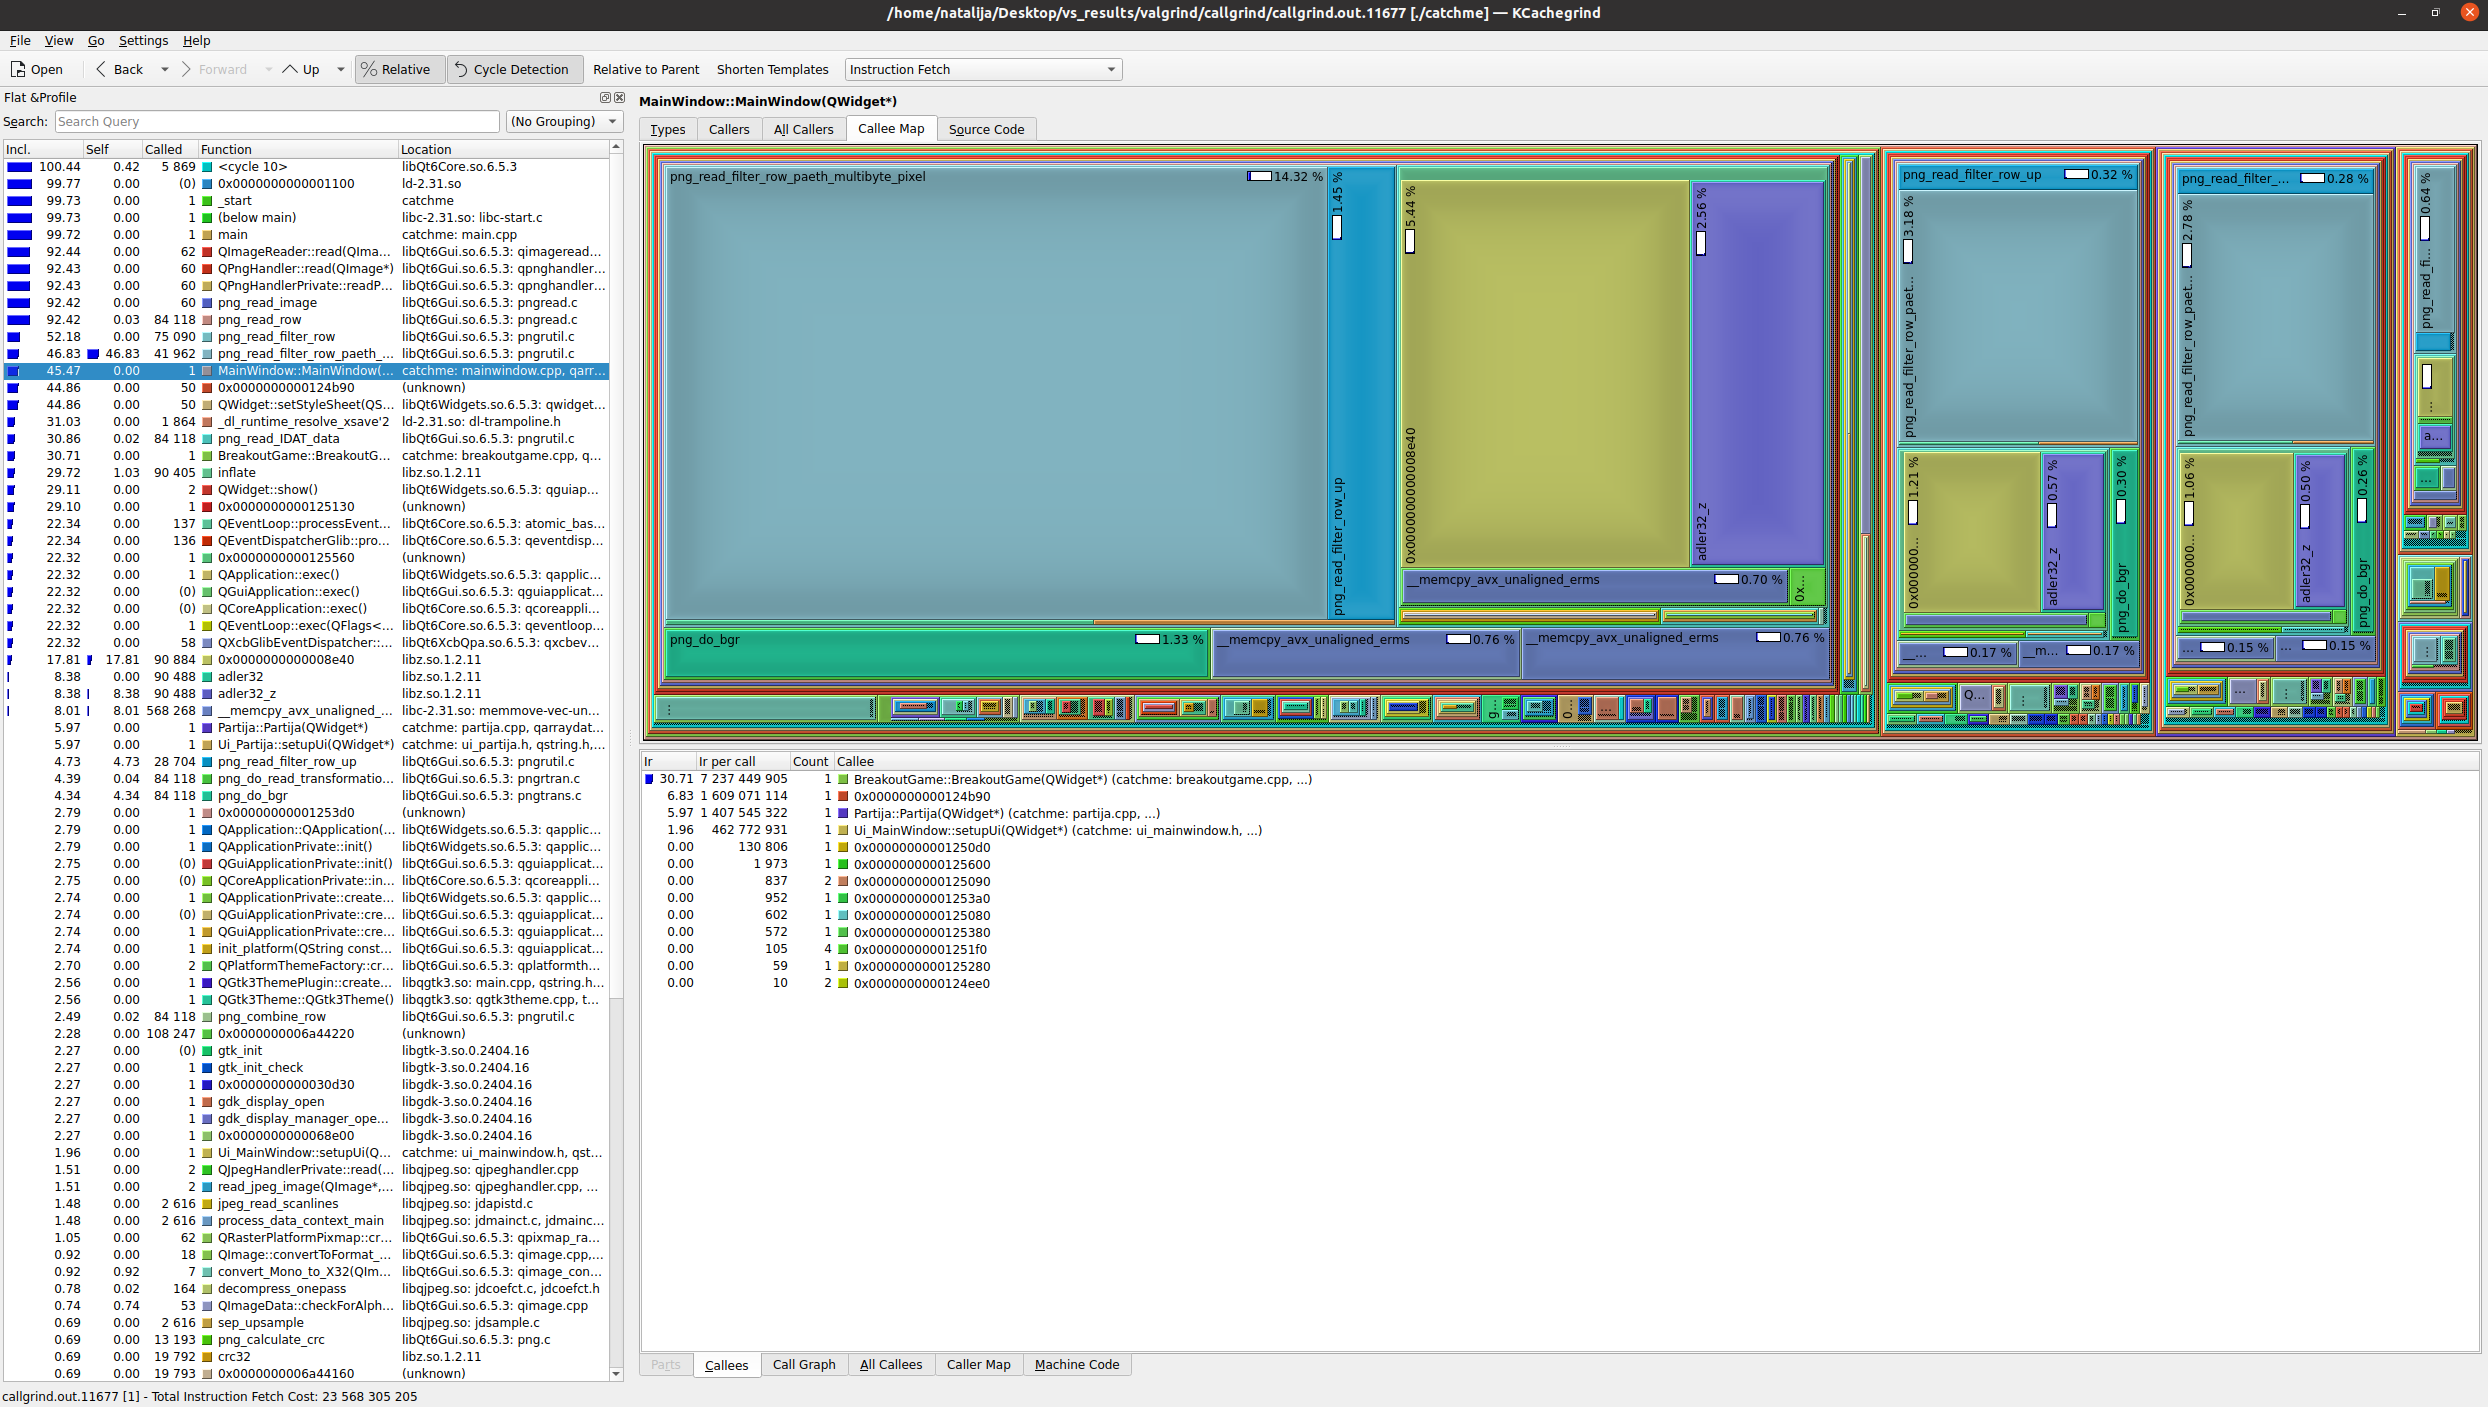 /home/natalija/Desktop/vs_results/valgrind/callgrind/callgrind.out.11677 [./catchme] — KCachegrind
File View Go Settings Help
Open Back Forward Up Relative Cycle Detection Relative to Parent Shorten Templates Instruction Fetch
Flat &Profile
Search: Search Query (No Grouping)
Incl. Self Called Function Location
100.44 0.42 5 869 <cycle 10> libQt6Core.so.6.5.3
99.77 0.00 (0) 0x0000000000001100 ld-2.31.so
99.73 0.00 1 _start catchme
99.73 0.00 1 (below main) libc-2.31.so: libc-start.c
99.72 0.00 1 main catchme: main.cpp
92.44 0.00 62 QImageReader::read(QIma... libQt6Gui.so.6.5.3: qimageread...
92.43 0.00 60 QPngHandler::read(QImage*) libQt6Gui.so.6.5.3: qpnghandler...
92.43 0.00 60 QPngHandlerPrivate::readP... libQt6Gui.so.6.5.3: qpnghandler...
92.42 0.00 60 png_read_image libQt6Gui.so.6.5.3: pngread.c
92.42 0.03 84 118 png_read_row libQt6Gui.so.6.5.3: pngread.c
52.18 0.00 75 090 png_read_filter_row libQt6Gui.so.6.5.3: pngrutil.c
46.83 46.83 41 962 png_read_filter_row_paeth_... libQt6Gui.so.6.5.3: pngrutil.c
45.47 0.00 1 MainWindow::MainWindow(... catchme: mainwindow.cpp, qarr...
44.86 0.00 50 0x0000000000124b90 (unknown)
44.86 0.00 50 QWidget::setStyleSheet(QS... libQt6Widgets.so.6.5.3: qwidget...
31.03 0.00 1 864 _dl_runtime_resolve_xsave'2 ld-2.31.so: dl-trampoline.h
30.86 0.02 84 118 png_read_IDAT_data libQt6Gui.so.6.5.3: pngrutil.c
30.71 0.00 1 BreakoutGame::BreakoutG... catchme: breakoutgame.cpp, q...
29.72 1.03 90 405 inflate libz.so.1.2.11
29.11 0.00 2 QWidget::show() libQt6Widgets.so.6.5.3: qguiap...
29.10 0.00 1 0x0000000000125130 (unknown)
22.34 0.00 137 QEventLoop::processEvent... libQt6Core.so.6.5.3: atomic_bas...
22.34 0.00 136 QEventDispatcherGlib::pro... libQt6Core.so.6.5.3: qeventdisp...
22.32 0.00 1 0x0000000000125560 (unknown)
22.32 0.00 1 QApplication::exec() libQt6Widgets.so.6.5.3: qapplic...
22.32 0.00 (0) QGuiApplication::exec() libQt6Gui.so.6.5.3: qguiapplicat...
22.32 0.00 (0) QCoreApplication::exec() libQt6Core.so.6.5.3: qcoreappli...
22.32 0.00 1 QEventLoop::exec(QFlags<... libQt6Core.so.6.5.3: qeventloop...
22.32 0.00 58 QXcbGlibEventDispatcher::... libQt6XcbQpa.so.6.5.3: qxcbev...
17.81 17.81 90 884 0x0000000000008e40 libz.so.1.2.11
8.38 0.00 90 488 adler32 libz.so.1.2.11
8.38 8.38 90 488 adler32_z libz.so.1.2.11
8.01 8.01 568 268 __memcpy_avx_unaligned_... libc-2.31.so: memmove-vec-un...
5.97 0.00 1 Partija::Partija(QWidget*) catchme: partija.cpp, qarraydat...
5.97 0.00 1 Ui_Partija::setupUi(QWidget*) catchme: ui_partija.h, qstring.h,...
4.73 4.73 28 704 png_read_filter_row_up libQt6Gui.so.6.5.3: pngrutil.c
4.39 0.04 84 118 png_do_read_transformatio... libQt6Gui.so.6.5.3: pngrtran.c
4.34 4.34 84 118 png_do_bgr libQt6Gui.so.6.5.3: pngtrans.c
2.79 0.00 1 0x00000000001253d0 (unknown)
2.79 0.00 1 QApplication::QApplication(... libQt6Widgets.so.6.5.3: qapplic...
2.79 0.00 1 QApplicationPrivate::init() libQt6Widgets.so.6.5.3: qapplic...
2.75 0.00 (0) QGuiApplicationPrivate::init() libQt6Gui.so.6.5.3: qguiapplicat...
2.75 0.00 (0) QCoreApplicationPrivate::in... libQt6Core.so.6.5.3: qcoreappli...
2.74 0.00 1 QApplicationPrivate::create... libQt6Widgets.so.6.5.3: qapplic...
2.74 0.00 (0) QGuiApplicationPrivate::cre... libQt6Gui.so.6.5.3: qguiapplicat...
2.74 0.00 1 QGuiApplicationPrivate::cre... libQt6Gui.so.6.5.3: qguiapplicat...
2.74 0.00 1 init_platform(QString const... libQt6Gui.so.6.5.3: qguiapplicat...
2.70 0.00 2 QPlatformThemeFactory::cr... libQt6Gui.so.6.5.3: qplatformth...
2.56 0.00 1 QGtk3ThemePlugin::create... libqgtk3.so: main.cpp, qstring.h...
2.56 0.00 1 QGtk3Theme::QGtk3Theme() libqgtk3.so: qgtk3theme.cpp, t...
2.49 0.02 84 118 png_combine_row libQt6Gui.so.6.5.3: pngrutil.c
2.28 0.00 108 247 0x0000000006a44220 (unknown)
2.27 0.00 (0) gtk_init libgtk-3.so.0.2404.16
2.27 0.00 1 gtk_init_check libgtk-3.so.0.2404.16
2.27 0.00 1 0x0000000000030d30 libgdk-3.so.0.2404.16
2.27 0.00 1 gdk_display_open libgdk-3.so.0.2404.16
2.27 0.00 1 gdk_display_manager_ope... libgdk-3.so.0.2404.16
2.27 0.00 1 0x0000000000068e00 libgdk-3.so.0.2404.16
1.96 0.00 1 Ui_MainWindow::setupUi(Q... catchme: ui_mainwindow.h, qst...
1.51 0.00 2 QJpegHandlerPrivate::read(... libqjpeg.so: qjpeghandler.cpp
1.51 0.00 2 read_jpeg_image(QImage*,... libqjpeg.so: qjpeghandler.cpp, ...
1.48 0.00 2 616 jpeg_read_scanlines libqjpeg.so: jdapistd.c
1.48 0.00 2 616 process_data_context_main libqjpeg.so: jdmainct.c, jdmainc...
1.05 0.00 62 QRasterPlatformPixmap::cr... libQt6Gui.so.6.5.3: qpixmap_ra...
0.92 0.00 18 QImage::convertToFormat_... libQt6Gui.so.6.5.3: qimage.cpp,...
0.92 0.92 7 convert_Mono_to_X32(QIm... libQt6Gui.so.6.5.3: qimage_con...
0.78 0.02 164 decompress_onepass libqjpeg.so: jdcoefct.c, jdcoefct.h
0.74 0.74 53 QImageData::checkForAlph... libQt6Gui.so.6.5.3: qimage.cpp
0.69 0.00 2 616 sep_upsample libqjpeg.so: jdsample.c
0.69 0.00 13 193 png_calculate_crc libQt6Gui.so.6.5.3: png.c
0.69 0.00 19 792 crc32 libz.so.1.2.11
0.69 0.00 19 793 0x0000000006a44160 (unknown)
MainWindow::MainWindow(QWidget*)
Types Callers All Callers Callee Map Source Code
png_read_filter_row_paeth_multibyte_pixel 14.32 %
png_read_filter_row_up 1.45 %
0x0000000000008e40 5.44 %
adler32_z 2.56 %
__memcpy_avx_unaligned_erms 0.70 %
0x...
png_do_bgr 1.33 %
__memcpy_avx_unaligned_erms 0.76 %
__memcpy_avx_unaligned_erms 0.76 %
g...
0...
...
png_read_filter_row_up 0.32 %
png_read_filter_row_paet... 3.18 %
0x000000... 1.21 %
adler32_z 0.57 %
png_do_bgr 0.30 %
__... 0.17 %
__m... 0.17 %
Q...
png_read_filter_... 0.28 %
png_read_filter_row_paet... 2.78 %
0x00000... 1.06 %
adler32_z 0.50 %
png_do_bgr 0.26 %
... 0.15 %
... 0.15 %
png_read_fi... 0.64 %
a...
Ir Ir per call Count Callee
30.71 7 237 449 905 1 BreakoutGame::BreakoutGame(QWidget*) (catchme: breakoutgame.cpp, ...)
6.83 1 609 071 114 1 0x0000000000124b90
5.97 1 407 545 322 1 Partija::Partija(QWidget*) (catchme: partija.cpp, ...)
1.96 462 772 931 1 Ui_MainWindow::setupUi(QWidget*) (catchme: ui_mainwindow.h, ...)
0.00 130 806 1 0x00000000001250d0
0.00 1 973 1 0x0000000000125600
0.00 837 2 0x0000000000125090
0.00 952 1 0x00000000001253a0
0.00 602 1 0x0000000000125080
0.00 572 1 0x0000000000125380
0.00 105 4 0x00000000001251f0
0.00 59 1 0x0000000000125280
0.00 10 2 0x0000000000124ee0
Parts Callees Call Graph All Callees Caller Map Machine Code
callgrind.out.11677 [1] - Total Instruction Fetch Cost: 23 568 305 205